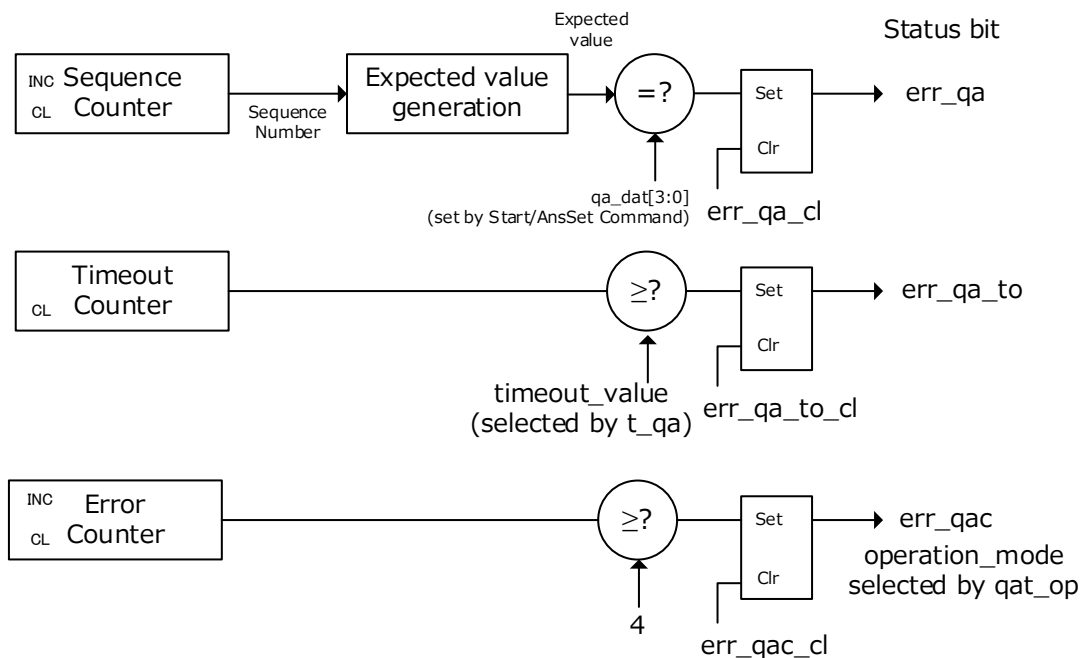 Expected
value
Status bit
INC Sequence
CL Counter
Sequence
Number
Expected value
generation
=?
Set
Clr
err_qa
qa_dat[3:0]
(set by Start/AnsSet Command)
err_qa_cl
Timeout
CL Counter
≥?
Set
Clr
err_qa_to
timeout_value
(selected by t_qa)
err_qa_to_cl
INC Error
CL Counter
≥?
Set
Clr
err_qac
operation_mode
selected by qat_op
4
err_qac_cl